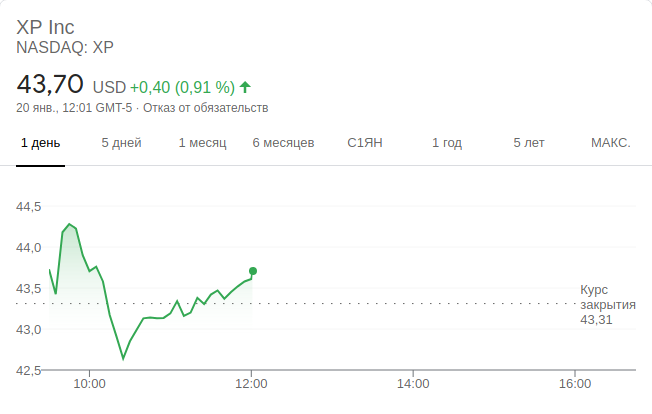 XP Inc
NASDAQ: XP
43,70 USD +0,40 (0,91 %)
20 янв., 12:01 GMT-5 · Отказ от обязательств
1 день 5 дней 1 месяц 6 месяцев С1ЯН 1 год 5 лет МАКС.
44,5
44,0
43,5
Курс
закрытия
43,31
43,0
42,5
10:00 12:00 14:00 16:00